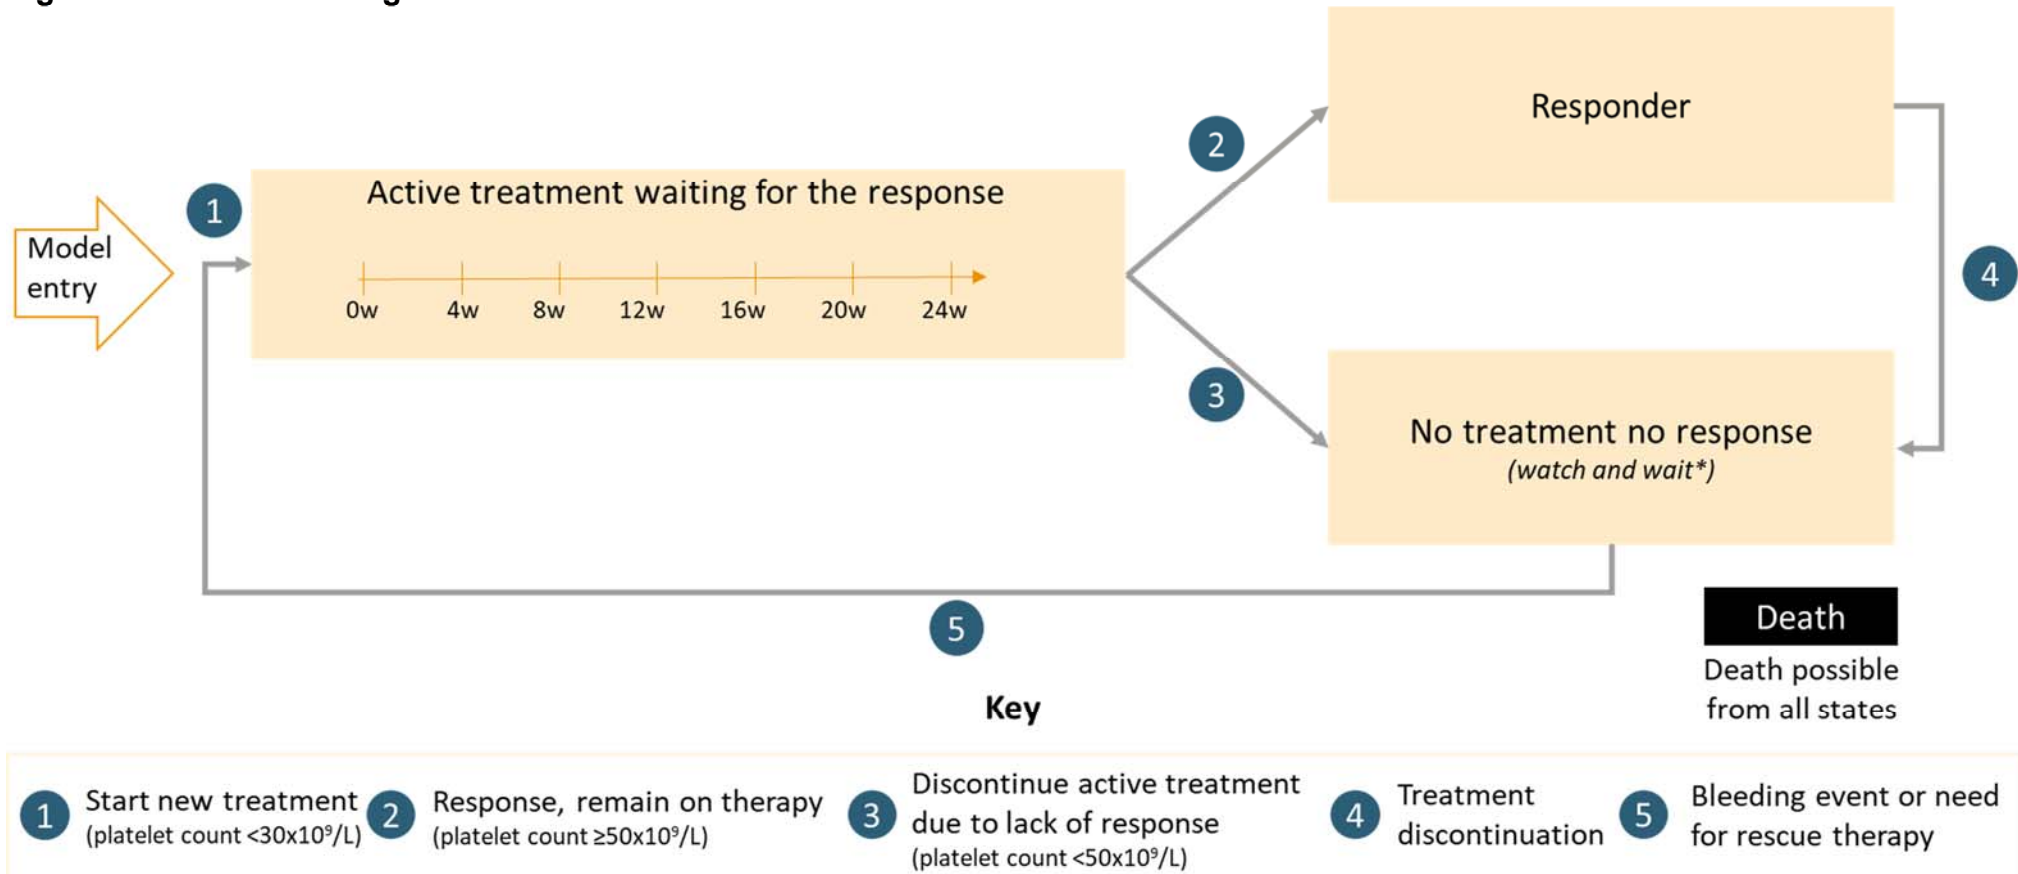 Model
entry
1
Active treatment waiting for the response
0w 4w 8w 12w 16w 20w 24w
2
3
Responder
4
No treatment no response
(watch and wait*)
5
Death
Death possible
from all states
Key
1 Start new treatment
(platelet count <30x10⁹/L)
2 Response, remain on therapy
(platelet count ≥50x10⁹/L)
3 Discontinue active treatment
due to lack of response
(platelet count <50x10⁹/L)
4 Treatment
discontinuation
5 Bleeding event or need
for rescue therapy